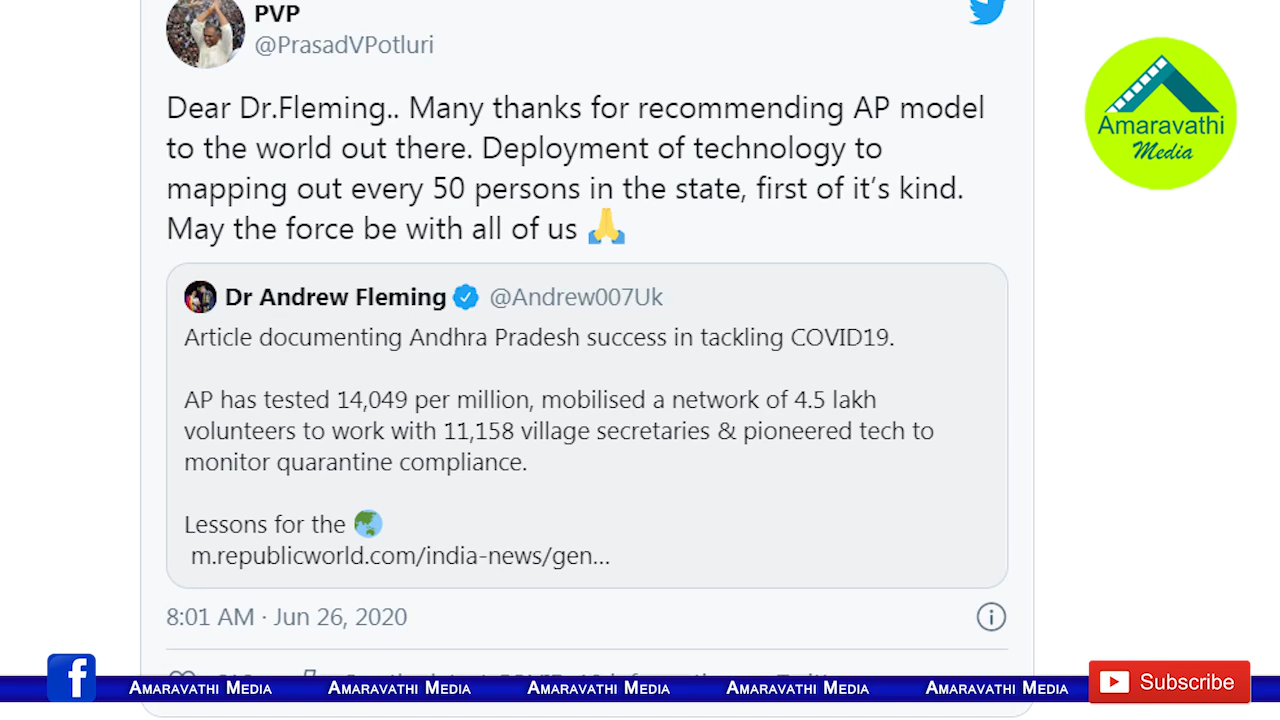 PVP
@PrasadVPotluri
Dear Dr.Fleming.. Many thanks for recommending AP model
to the world out there. Deployment of technology to
mapping out every 50 persons in the state, first of it's kind.
May the force be with all of us 🙏
Dr Andrew Fleming @Andrew007Uk
Article documenting Andhra Pradesh success in tackling COVID19.
AP has tested 14,049 per million, mobilised a network of 4.5 lakh
volunteers to work with 11,158 village secretaries & pioneered tech to
monitor quarantine compliance.
Lessons for the 🌏
m.republicworld.com/india-news/gen...
8:01 AM · Jun 26, 2020
Amaravathi
Media
Amaravathi Media Amaravathi Media Amaravathi Media Amaravathi Media Amaravathi Media
Subscribe